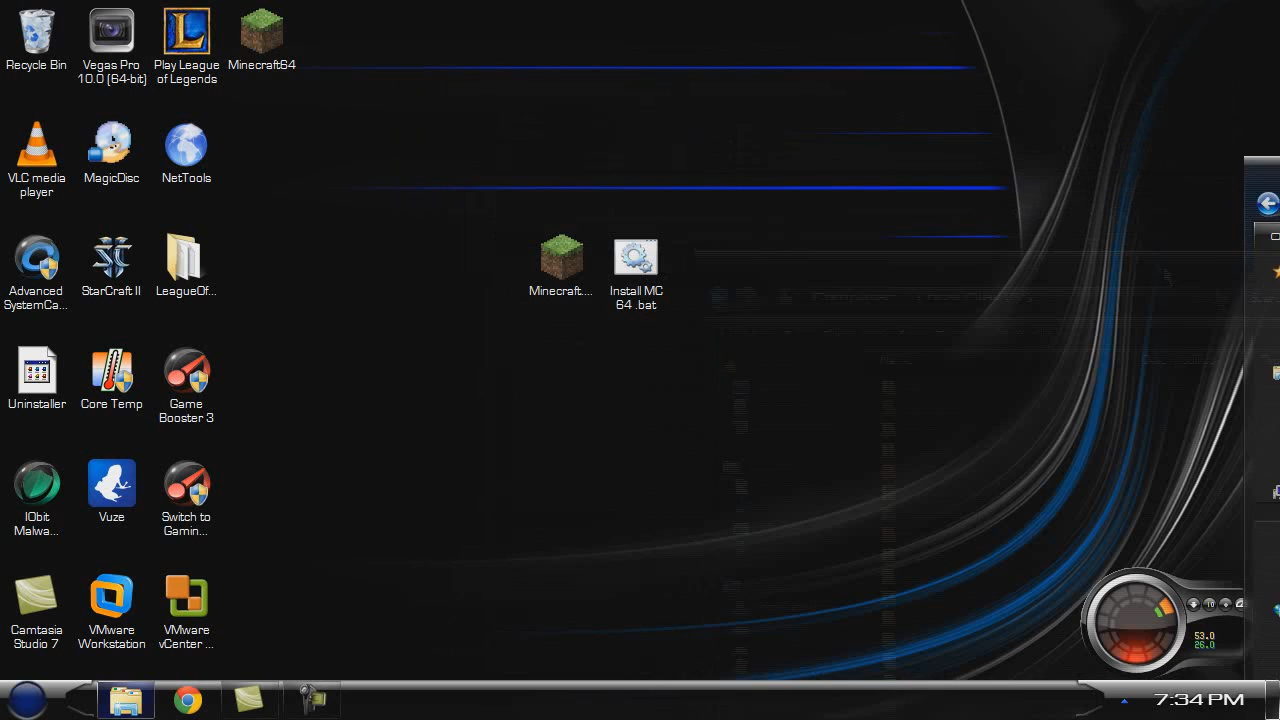 Recycle Bin
Vegas Pro
10.0 (64-bit)
Play League
of Legends
Minecraft64
VLC media
player
MagicDisc
NetTools
Advanced
SystemCa...
StarCraft II
LeagueOf...
Minecraft....
Install MC
64 .bat
Uninstaller
Core Temp
Game
Booster 3
IObit
Malwa...
Vuze
Switch to
Gamin...
Camtasia
Studio 7
VMware
Workstation
VMware
vCenter ...
10
53.0
26.0
7:34 PM